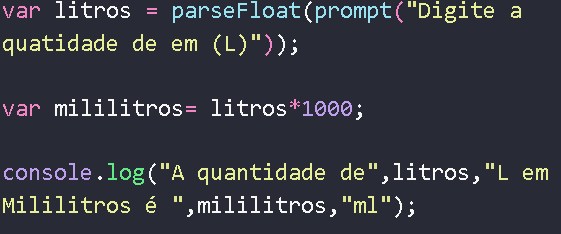 var litros = parseFloat(prompt("Digite a
quatidade de em (L)"));
var mililitros= litros*1000;
console.log("A quantidade de",litros,"L em
Mililitros é ",mililitros,"ml");